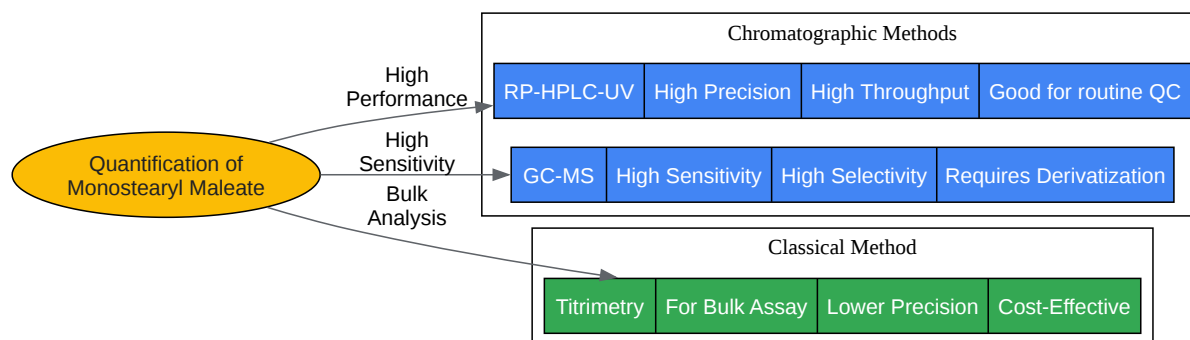 Chromatographic Methods
RP-HPLC-UV High Precision High Throughput Good for routine QC
GC-MS High Sensitivity High Selectivity Requires Derivatization
High
Performance
High
Sensitivity
Bulk
Analysis
Quantification of
Monostearyl Maleate
Classical Method
Titrimetry For Bulk Assay Lower Precision Cost-Effective